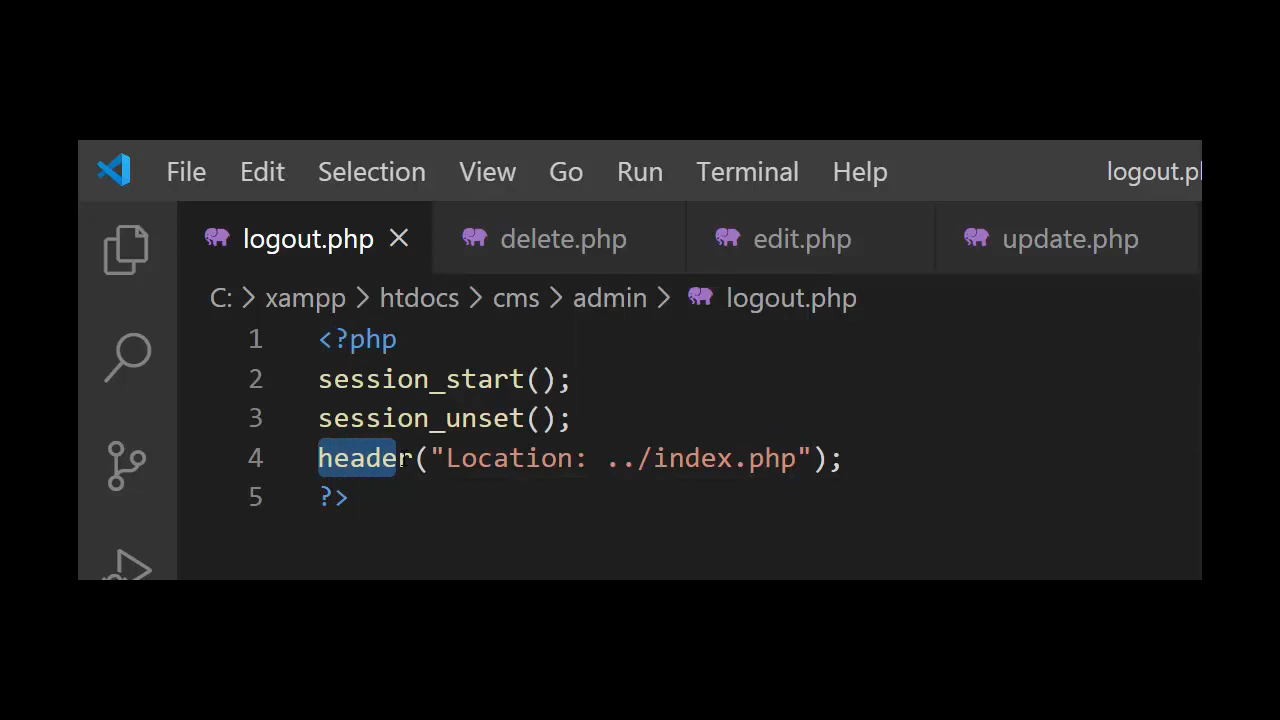 File Edit Selection View Go Run Terminal Help logout.p
logout.php delete.php edit.php update.php
C: > xampp > htdocs > cms > admin > logout.php
1 <?php
2 session_start();
3 session_unset();
4 header("Location: ../index.php");
5 ?>